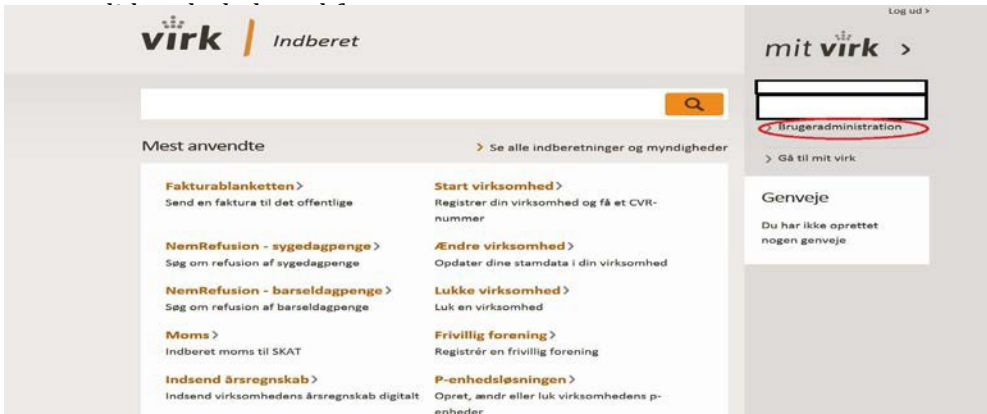 Log ud >
virk | Indberet
mit virk >
> Brugeradministration
> Gå til mit virk
Genveje
Du har ikke oprettet
nogen genveje
Mest anvendte
> Se alle indberetninger og myndigheder
Fakturablanketten >
Send en faktura til det offentlige
NemRefusion - sygedagpenge >
Søg om refusion af sygedagpenge
NemRefusion - barseldagpenge >
Søg om refusion af barseldagpenge
Moms >
Indberet moms til SKAT
Indsend årsregnskab >
Indsend virksomhedens årsregnskab digitalt
Start virksomhed >
Registrer din virksomhed og få et CVR-
nummer
Ændre virksomhed >
Opdater dine stamdata i din virksomhed
Lukke virksomhed >
Luk en virksomhed
Frivillig forening >
Registrér en frivillig forening
P-enhedsløsningen >
Opret, ændr eller luk virksomhedens p-
enheder